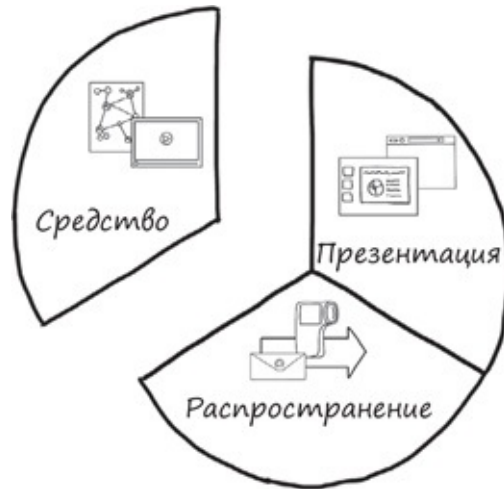 Средство
Презентация
Распространение